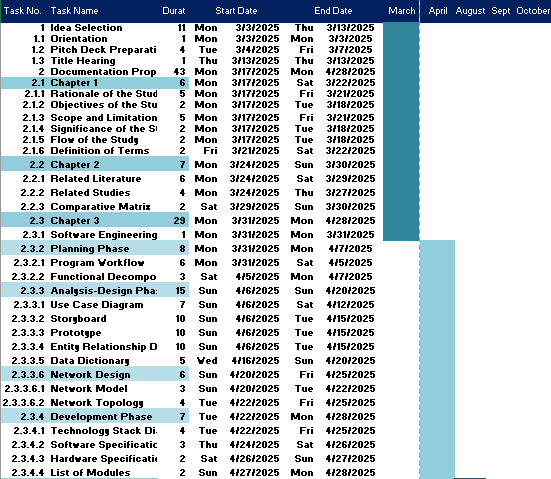 Task No. Task Name Durat Start Date End Date March April August Sept October
1 Idea Selection 11 Mon 3/3/2025 Thu 3/13/2025
1.1 Orientation 1 Mon 3/3/2025 Mon 3/3/2025
1.2 Pitch Deck Preparati 4 Tue 3/4/2025 Fri 3/7/2025
1.3 Title Hearing 1 Thu 3/13/2025 Thu 3/13/2025
2 Documentation Prop 43 Mon 3/17/2025 Mon 4/28/2025
2.1 Chapter 1 6 Mon 3/17/2025 Sat 3/22/2025
2.1.1 Rationale of the Stud 5 Mon 3/17/2025 Fri 3/21/2025
2.1.2 Objectives of the Stu 2 Mon 3/17/2025 Tue 3/18/2025
2.1.3 Scope and Limitation 5 Mon 3/17/2025 Fri 3/21/2025
2.1.4 Significance of the St 2 Mon 3/17/2025 Tue 3/18/2025
2.1.5 Flow of the Study 2 Mon 3/17/2025 Tue 3/18/2025
2.1.6 Definition of Terms 2 Fri 3/21/2025 Sat 3/22/2025
2.2 Chapter 2 7 Mon 3/24/2025 Sun 3/30/2025
2.2.1 Related Literature 6 Mon 3/24/2025 Sat 3/29/2025
2.2.2 Related Studies 4 Mon 3/24/2025 Thu 3/27/2025
2.2.3 Comparative Matrix 2 Sat 3/29/2025 Sun 3/30/2025
2.3 Chapter 3 29 Mon 3/31/2025 Mon 4/28/2025
2.3.1 Software Engineering 1 Mon 3/31/2025 Mon 3/31/2025
2.3.2 Planning Phase 8 Mon 3/31/2025 Mon 4/7/2025
2.3.2.1 Program Workflow 6 Mon 3/31/2025 Sat 4/5/2025
2.3.2.2 Functional Decompo 3 Sat 4/5/2025 Mon 4/7/2025
2.3.3 Analysis-Design Pha: 15 Sun 4/6/2025 Sun 4/20/2025
2.3.3.1 Use Case Diagram 7 Sun 4/6/2025 Sat 4/12/2025
2.3.3.2 Storyboard 10 Sun 4/6/2025 Tue 4/15/2025
2.3.3.3 Prototype 10 Sun 4/6/2025 Tue 4/15/2025
2.3.3.4 Entity Relationship D 10 Sun 4/6/2025 Tue 4/15/2025
2.3.3.5 Data Dictionary 5 Wed 4/16/2025 Sun 4/20/2025
2.3.3.6 Network Design 6 Sun 4/20/2025 Fri 4/25/2025
2.3.3.6.1 Network Model 3 Sun 4/20/2025 Tue 4/22/2025
2.3.3.6.2 Network Topology 4 Tue 4/22/2025 Fri 4/25/2025
2.3.4 Development Phase 7 Tue 4/22/2025 Mon 4/28/2025
2.3.4.1 Technology Stack Di 4 Tue 4/22/2025 Fri 4/25/2025
2.3.4.2 Software Specificatic 3 Thu 4/24/2025 Sat 4/26/2025
2.3.4.3 Hardware Specificati 2 Sat 4/26/2025 Sun 4/27/2025
2.3.4.4 List of Modules 2 Sun 4/27/2025 Mon 4/28/2025